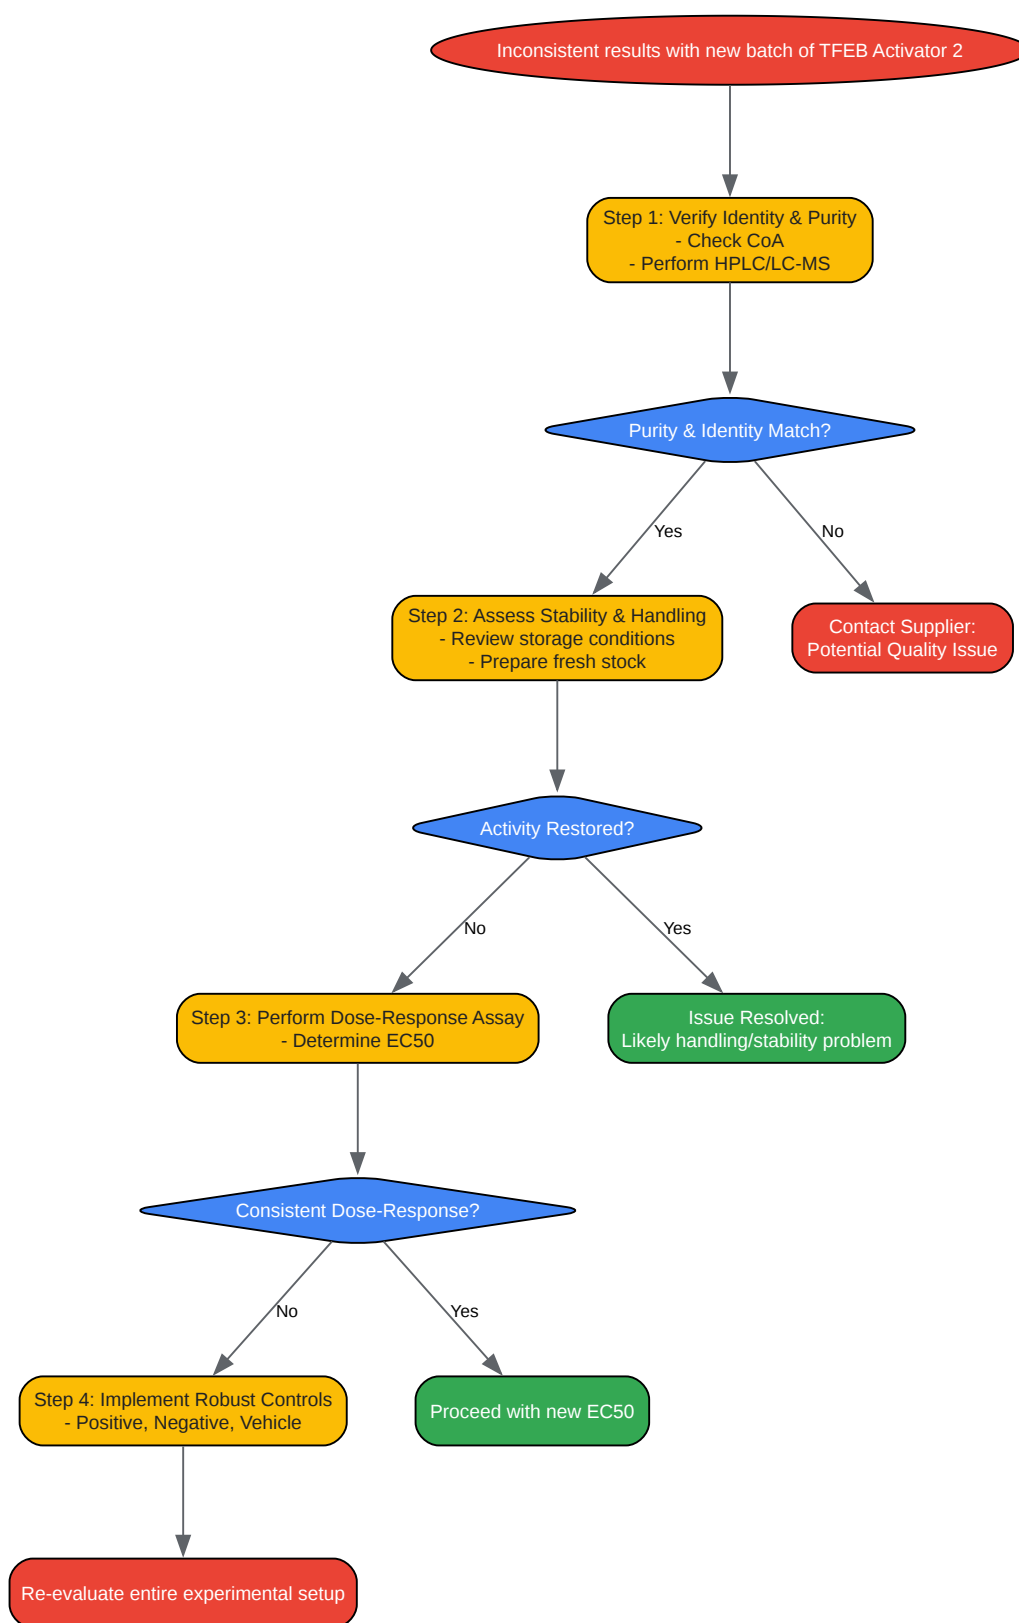 Inconsistent results with new batch of TFEB Activator 2
Step 1: Verify Identity & Purity
- Check CoA
- Perform HPLC/LC-MS
Purity & Identity Match?
Yes
No
Step 2: Assess Stability & Handling
- Review storage conditions
- Prepare fresh stock
Contact Supplier:
Potential Quality Issue
Activity Restored?
No
Yes
Step 3: Perform Dose-Response Assay
- Determine EC50
Issue Resolved:
Likely handling/stability problem
Consistent Dose-Response?
No
Yes
Step 4: Implement Robust Controls
- Positive, Negative, Vehicle
Proceed with new EC50
Re-evaluate entire experimental setup